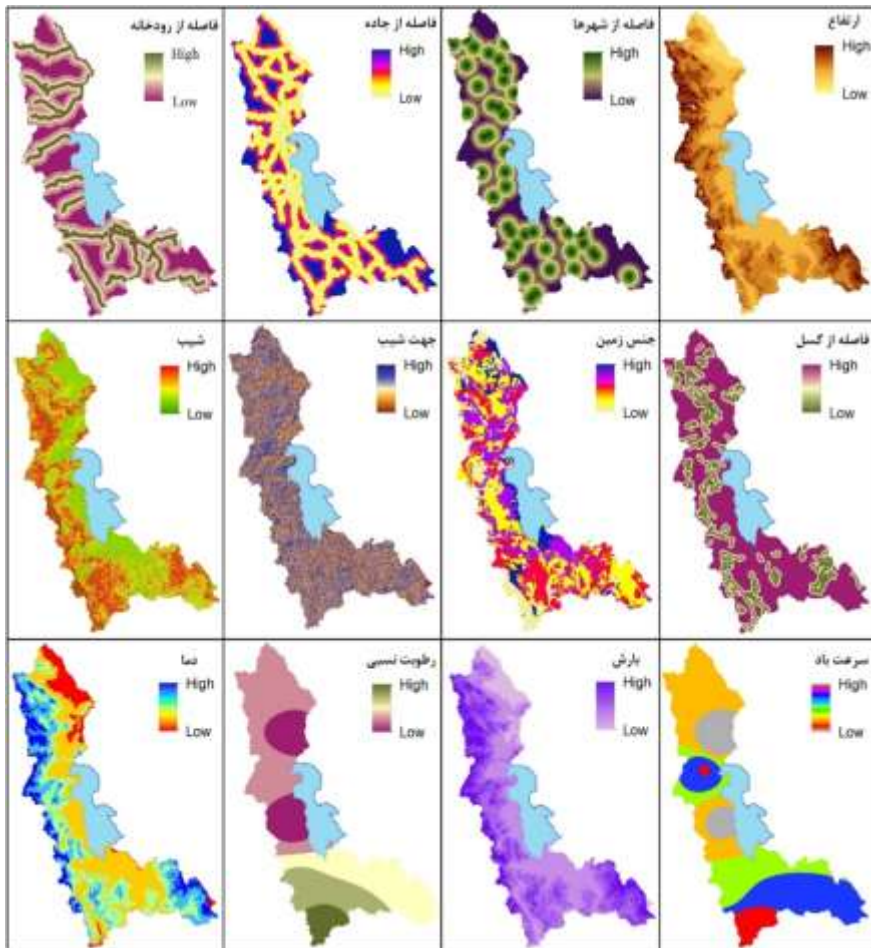 ارتفاع
High
Low
فاصله از شهرها
High
Low
فاصله از جاده
High
Low
فاصله از رودخانه
High
Low
فاصله از گسل
High
Low
جنس زمین
High
Low
جهت شیب
High
Low
شیب
High
Low
سرعت باد
High
Low
بارش
High
Low
رطوبت نسبی
High
Low
دما
High
Low